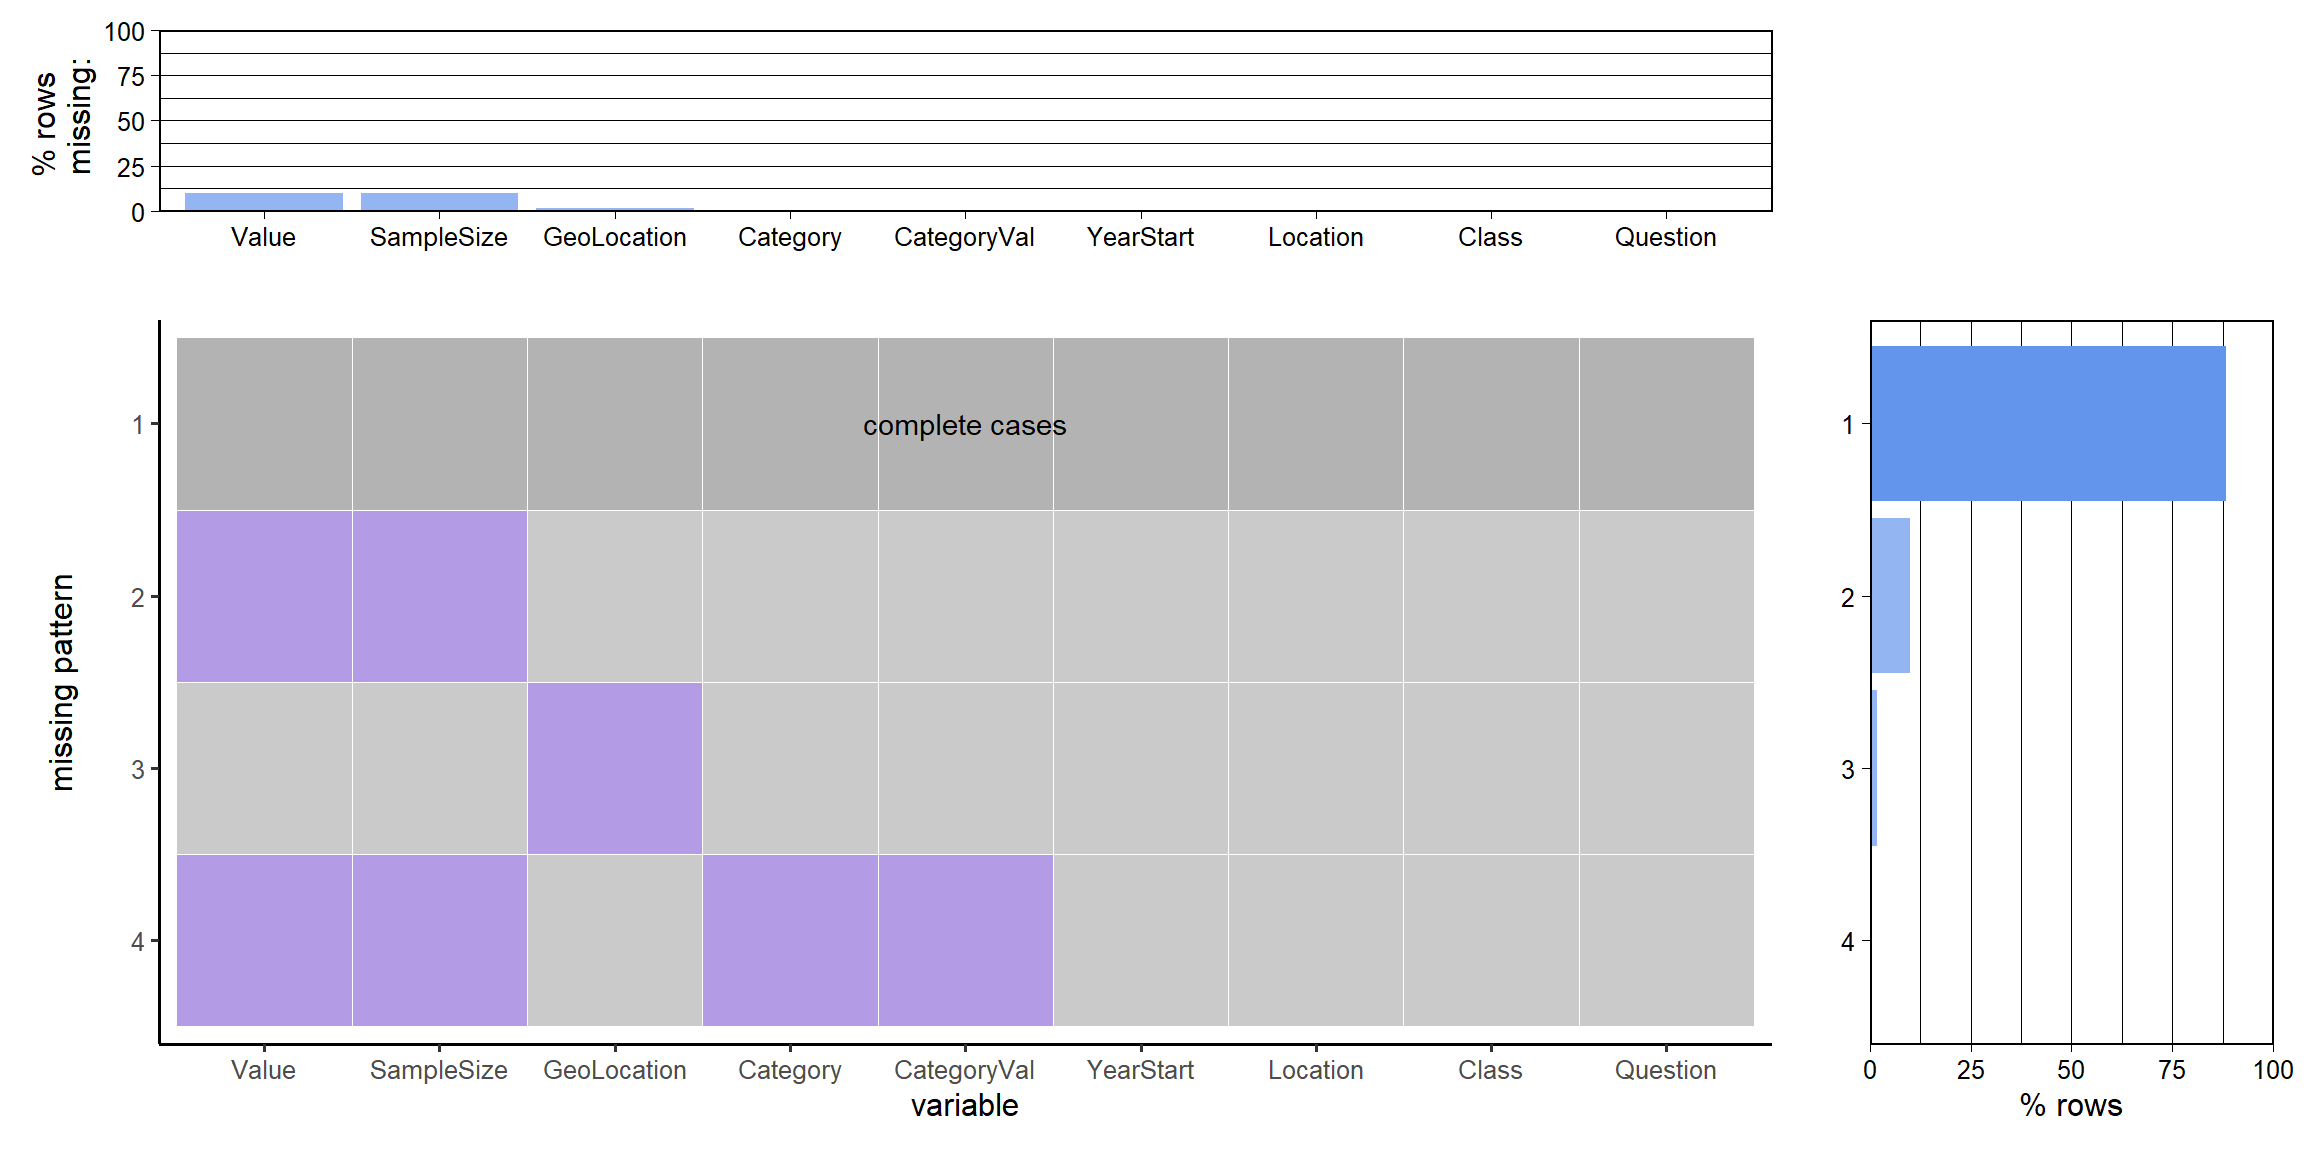 % rows
missing:
100
75
50
25
0
Value SampleSize GeoLocation Category CategoryVal YearStart Location Class Question
missing pattern
1
2
3
4
complete cases
Value SampleSize GeoLocation Category CategoryVal YearStart Location Class Question
variable
1
2
3
4
0 25 50 75 100
% rows